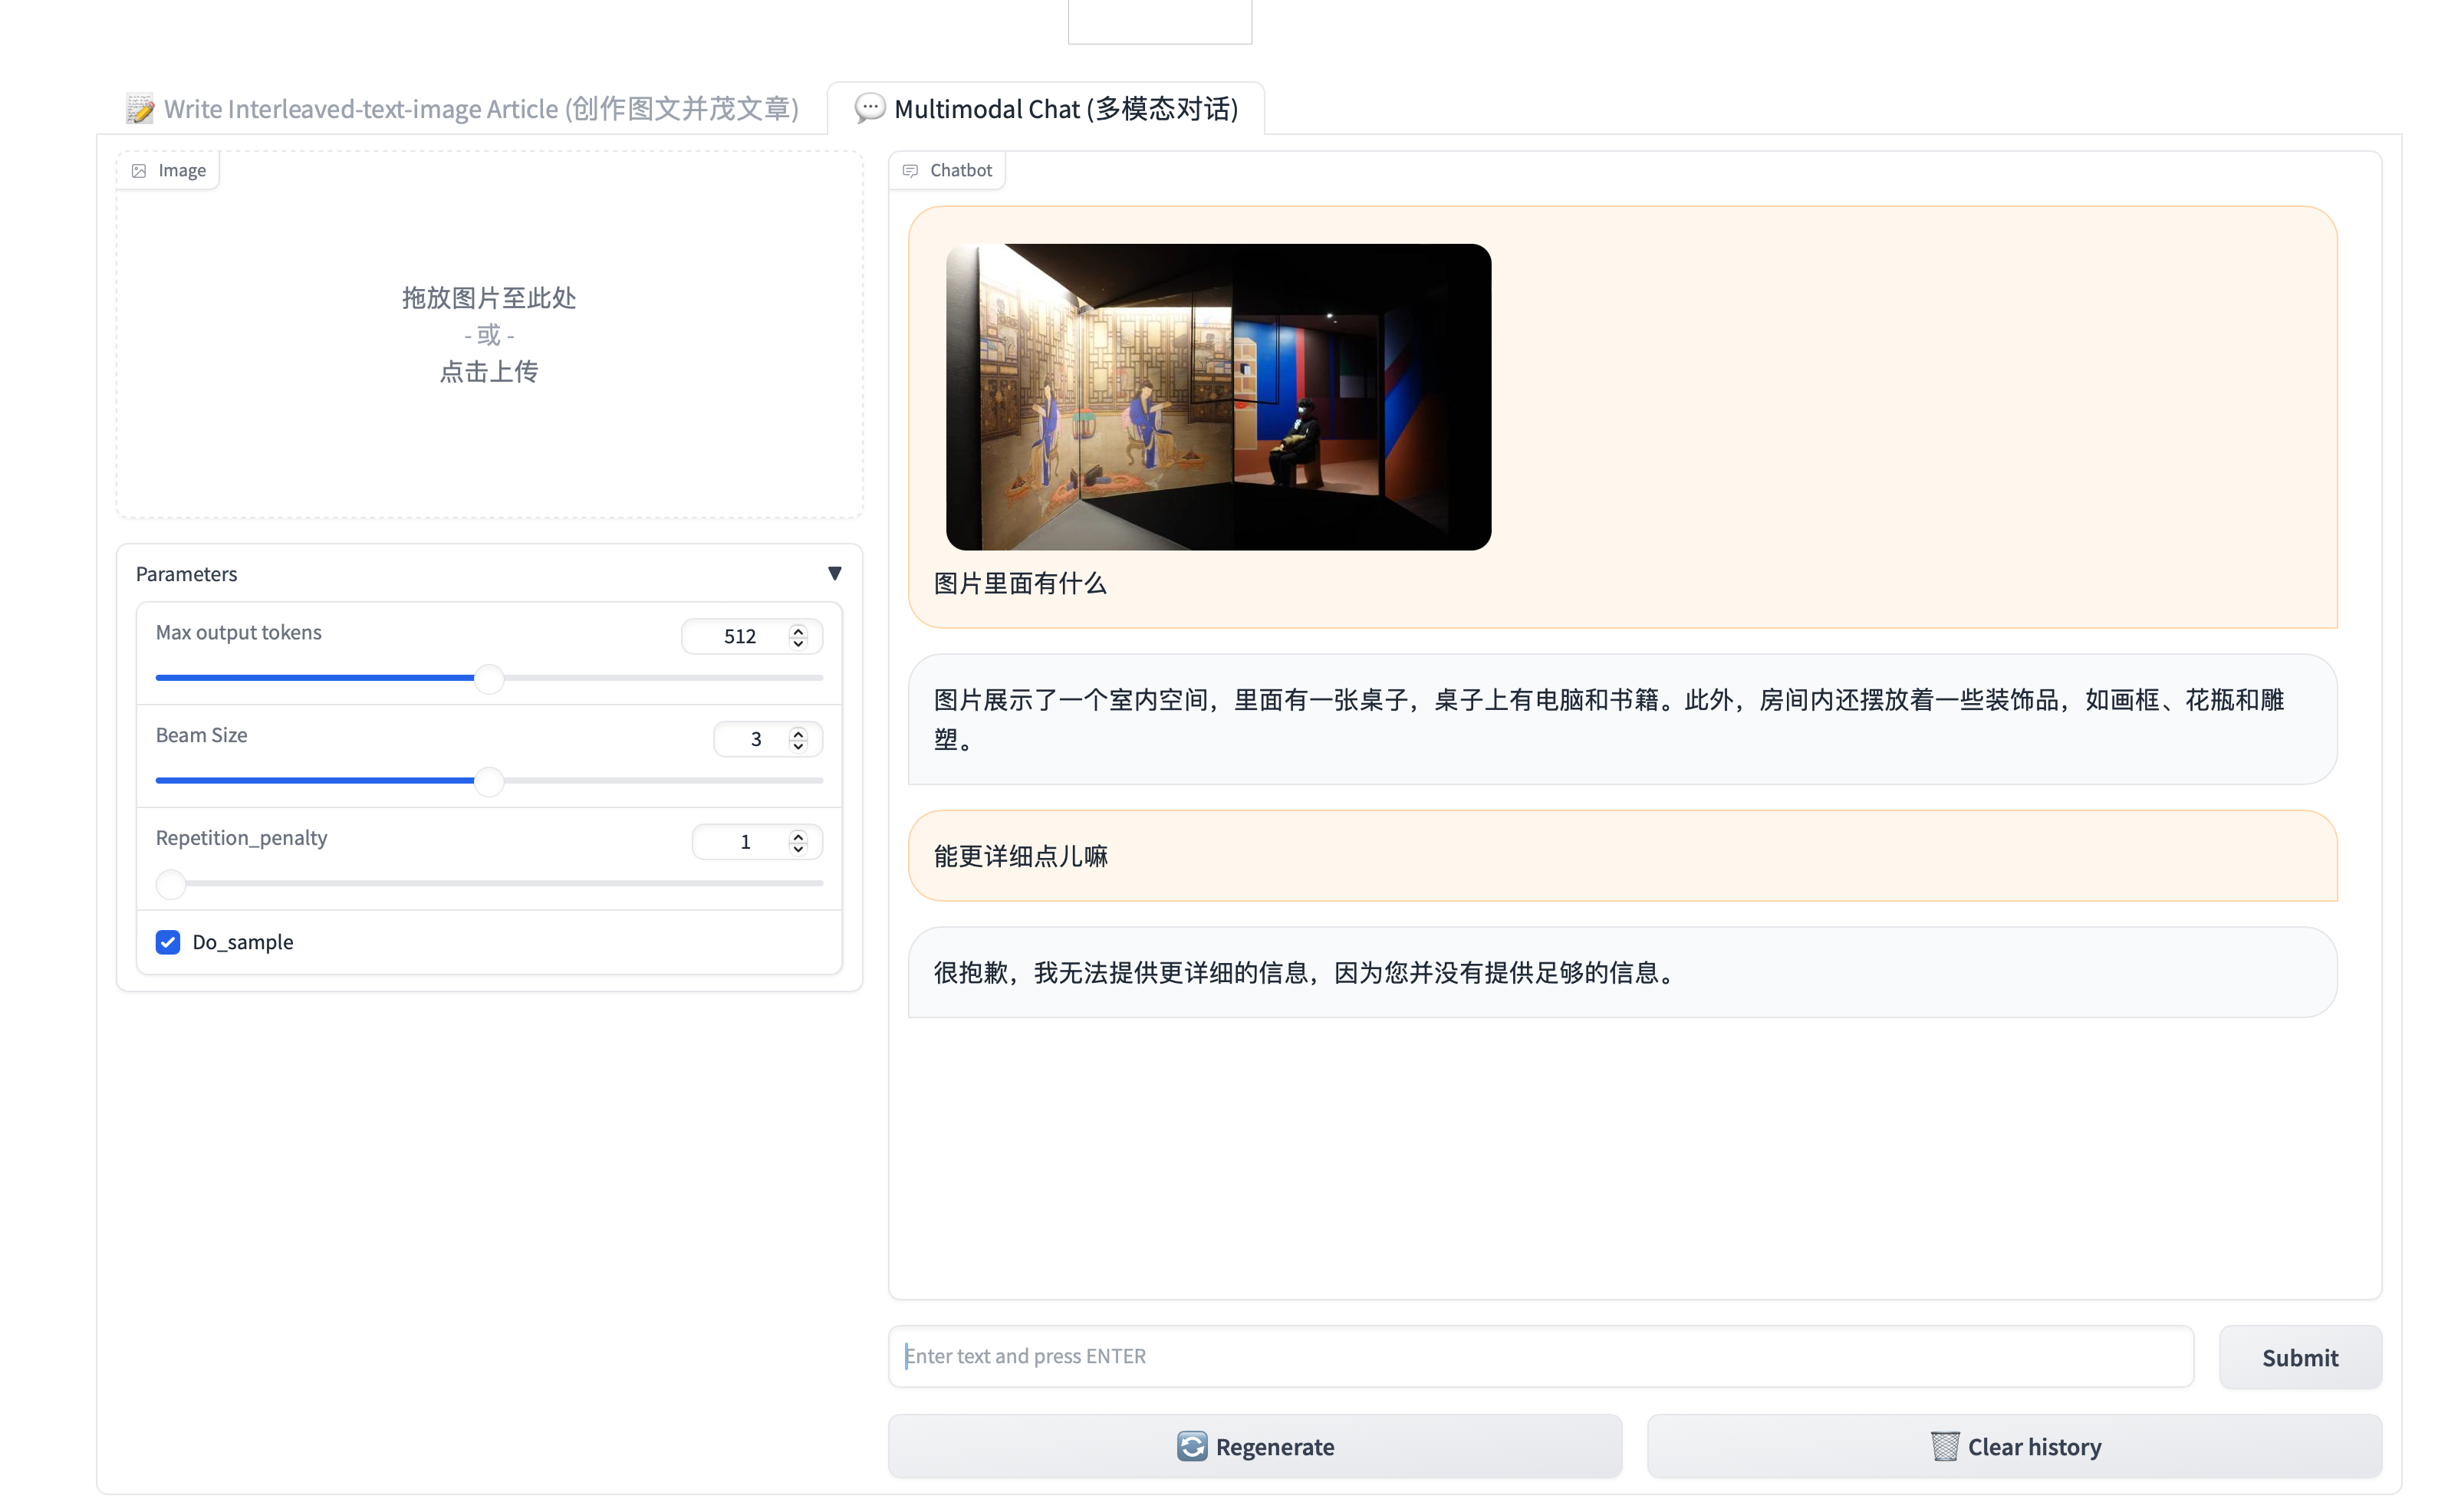 Write Interleaved-text-image Article (创作图文并茂文章)
Multimodal Chat (多模态对话)
Image
拖放图片至此处
- 或 -
点击上传
Parameters
Max output tokens
512
Beam Size
3
Repetition_penalty
1
Do_sample
Chatbot
图片里面有什么
图片展示了一个室内空间，里面有一张桌子，桌子上有电脑和书籍。此外，房间内还摆放着一些装饰品，如画框、花瓶和雕
塑。
能更详细点儿嘛
很抱歉，我无法提供更详细的信息，因为您并没有提供足够的信息。
Enter text and press ENTER
Submit
Regenerate
Clear history